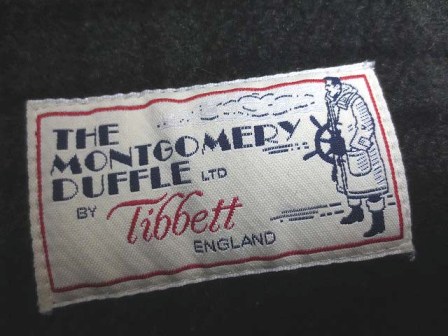 THE
MONTGOMERY
DUFFLE LTD
BY Tibbett
ENGLAND